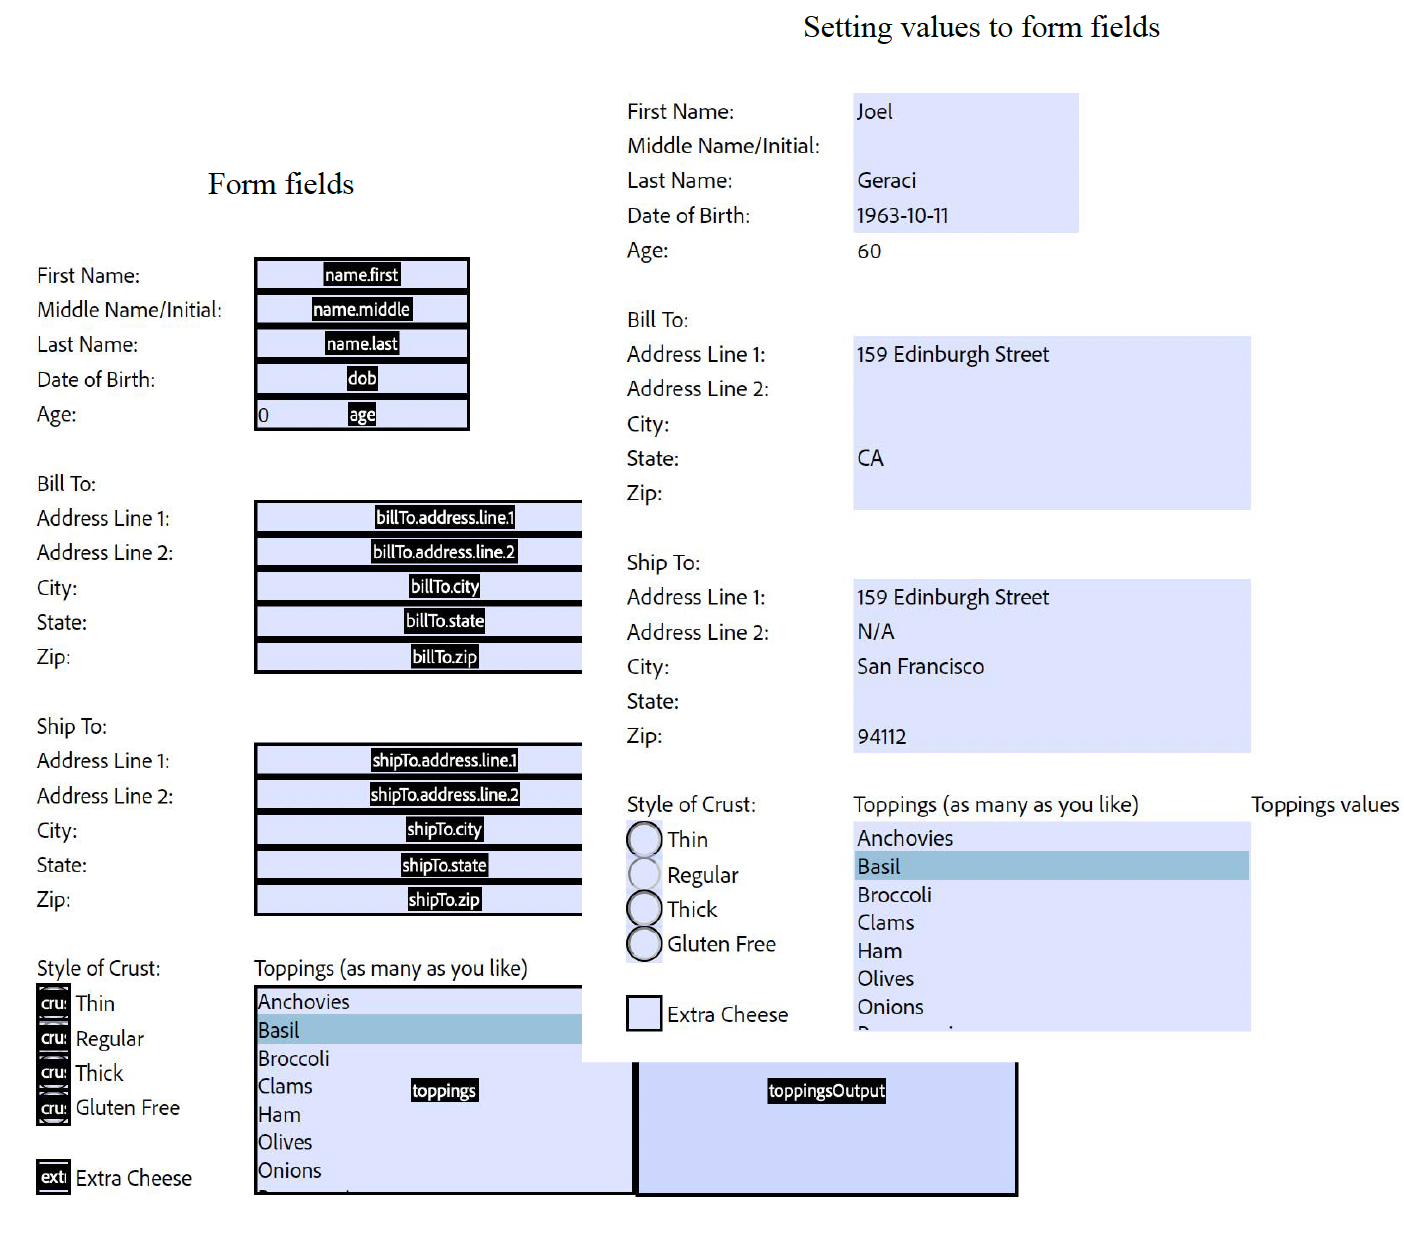 Setting values to form fields
Form fields
First Name: name.first
Middle Name/Initial: name.middle
Last Name: name.last
Date of Birth: dob
Age: 0 age
Bill To:
Address Line 1: billTo.address.line.1
Address Line 2: billTo.address.line.2
City: billTo.city
State: billTo.state
Zip: billTo.zip
Ship To:
Address Line 1: shipTo.address.line.1
Address Line 2: shipTo.address.line.2
City: shipTo.city
State: shipTo.state
Zip: shipTo.zip
Style of Crust: Toppings (as many as you like)
cru Thin
cru Regular
cru Thick
cru Gluten Free
ext Extra Cheese
Anchovies
Basil
Broccoli
Clams
Ham
Olives
Onions
toppings
toppingsOutput
First Name: Joel
Middle Name/Initial:
Last Name: Geraci
Date of Birth: 1963-10-11
Age: 60
Bill To:
Address Line 1: 159 Edinburgh Street
Address Line 2:
City:
State: CA
Zip:
Ship To:
Address Line 1: 159 Edinburgh Street
Address Line 2: N/A
City: San Francisco
State:
Zip: 94112
Style of Crust: Toppings (as many as you like) Toppings values
Thin
Regular
Thick
Gluten Free
Extra Cheese
Anchovies
Basil
Broccoli
Clams
Ham
Olives
Onions